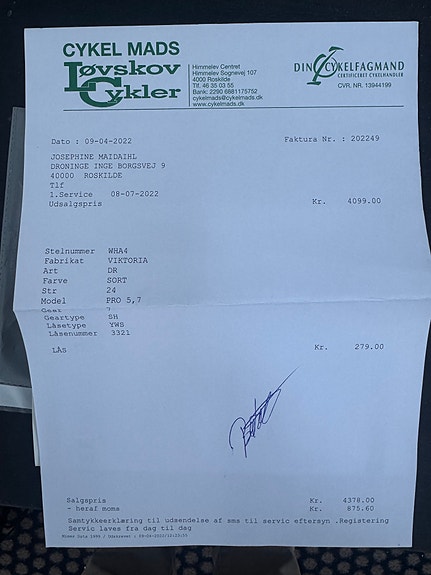 CYKEL MADS
Løvskov
Cykler
Himmelev Centret
Himmelev Sognevej 107
4000 Roskilde
Tlf. 46 35 03 55
Bank: 2290 6881175752
cykelmads@cykelmads.dk
www.cykelmads.dk
DIN CYKELFAGMAND
CERTIFICERET CYKELHANDLER
CVR. NR. 13944199
Dato : 09-04-2022 Faktura Nr. : 202249
JOSEPHINE MAIDAIHL
DRONINGE INGE BORGSVEJ 9
40000 ROSKILDE
Tlf
1.Service 08-07-2022
Udsalgspris Kr. 4099.00
Stelnummer WHA4
Fabrikat VIKTORIA
Art DR
Farve SORT
Str 24
Model PRO 5,7
Gear 7
Geartype SH
Låsetype YWS
Låsenummer 3321
LÅS Kr. 279.00
Salgspris Kr. 4378.00
- heraf moms Kr. 875.60
Samtykkeerklæring til udsendelse af sms til servic eftersyn .Registering
Servic laves fra dag til dag